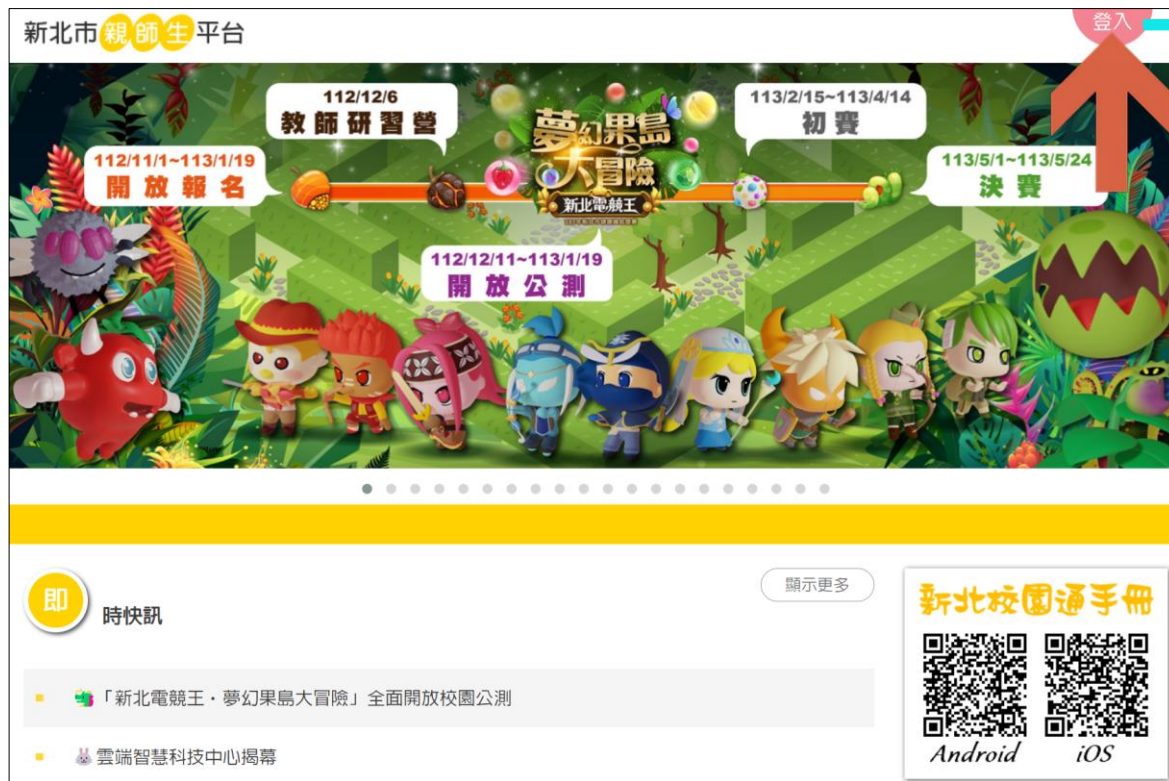 新北市親師生平台
登入
112/12/6
教師研習營
113/2/15~113/4/14
初賽
夢幻果島
大冒險
新北電競王
112/11/1~113/1/19
開放報名
113/5/1~113/5/24
決賽
112/12/11~113/1/19
開放公測
即時快訊
顯示更多
新北校園通手冊
「新北電競王・夢幻果島大冒險」全面開放校園公測
雲端智慧科技中心揭幕
Android
iOS